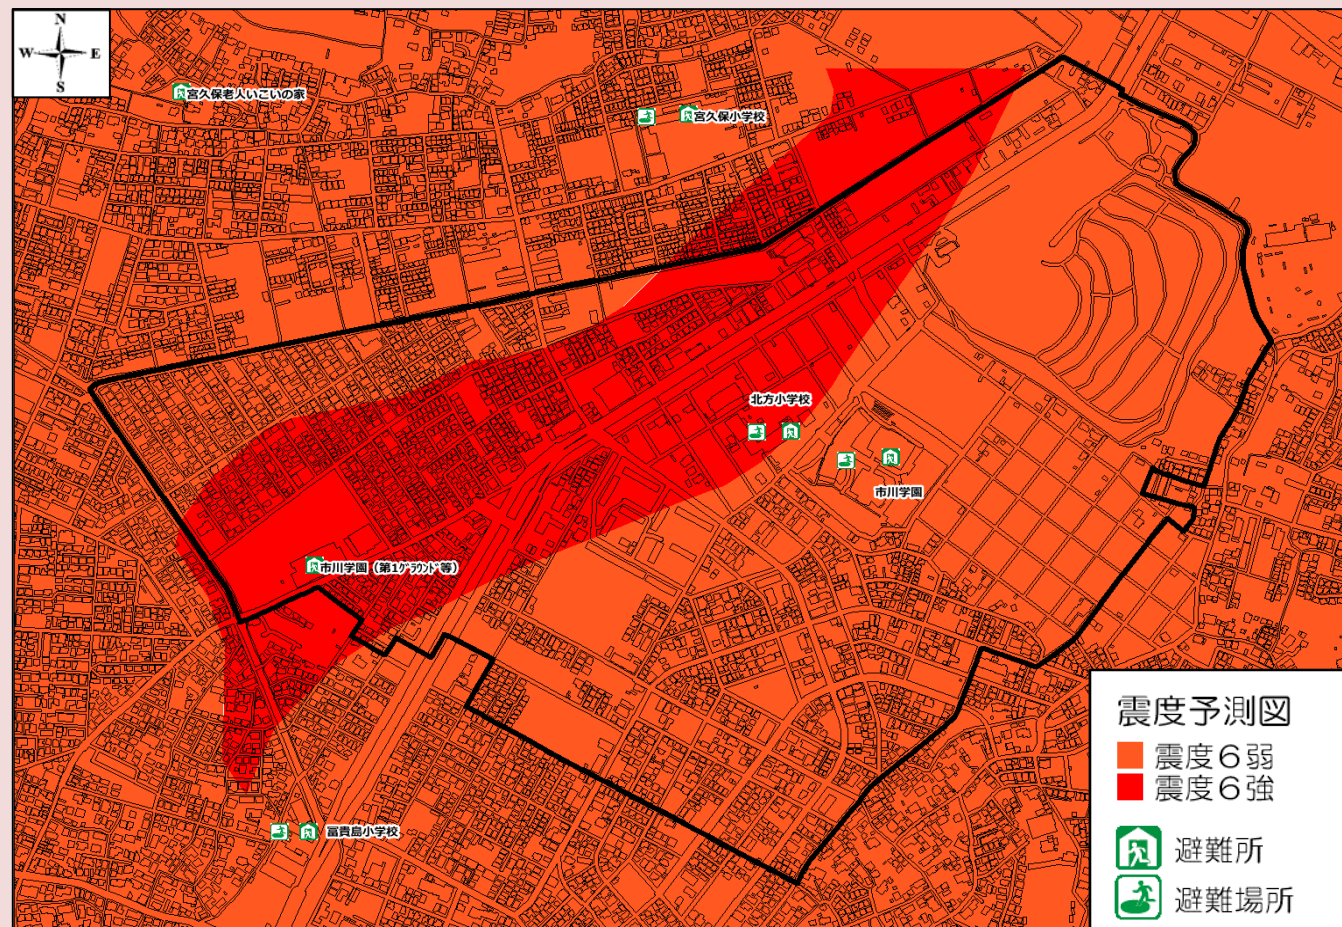 N
W E
S
宮久保老人いこいの家
宮久保小学校
北方小学校
市川学園
市川学園（第1グラウンド等）
冨貴島小学校
震度予測図
震度６弱
震度６強
避難所
避難場所